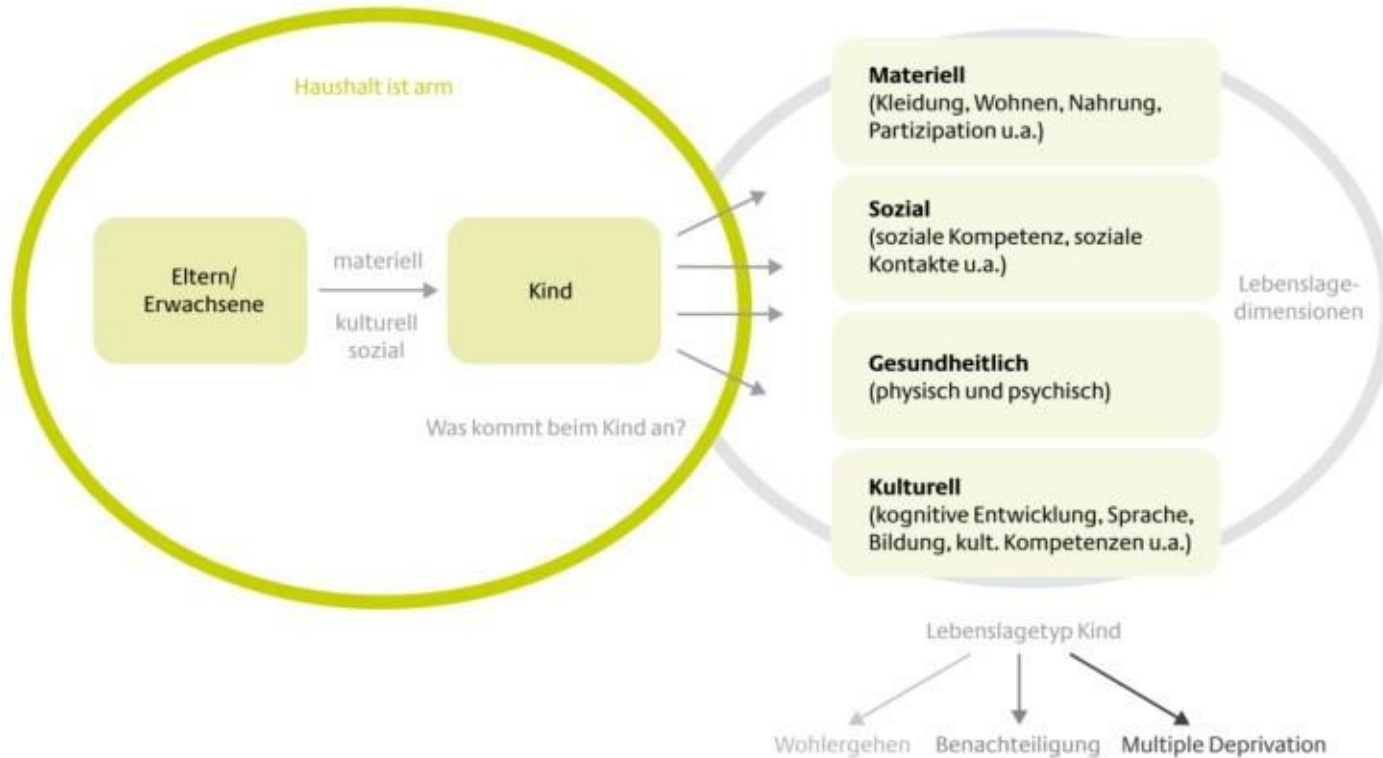 Haushalt ist arm
Eltern/
Erwachsene
materiell
kulturell
sozial
Kind
Was kommt beim Kind an?
Materiell
(Kleidung, Wohnen, Nahrung,
Partizipation u.a.)
Sozial
(soziale Kompetenz, soziale
Kontakte u.a.)
Gesundheitlich
(physisch und psychisch)
Kulturell
(kognitive Entwicklung, Sprache,
Bildung, kult. Kompetenzen u.a.)
Lebenslage-
dimensionen
Lebenslagetyp Kind
Wohlergehen
Benachteiligung
Multiple Deprivation